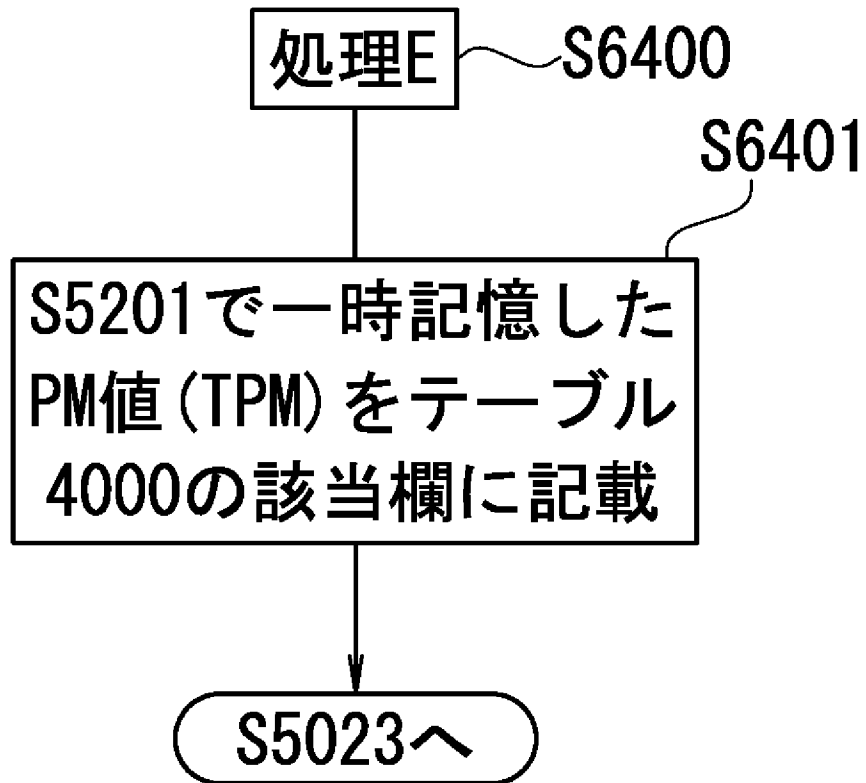 処理E
S6400
S6401
S5201で一時記憶した
PM値(TPM)をテーブル
4000の該当欄に記載
S5023へ